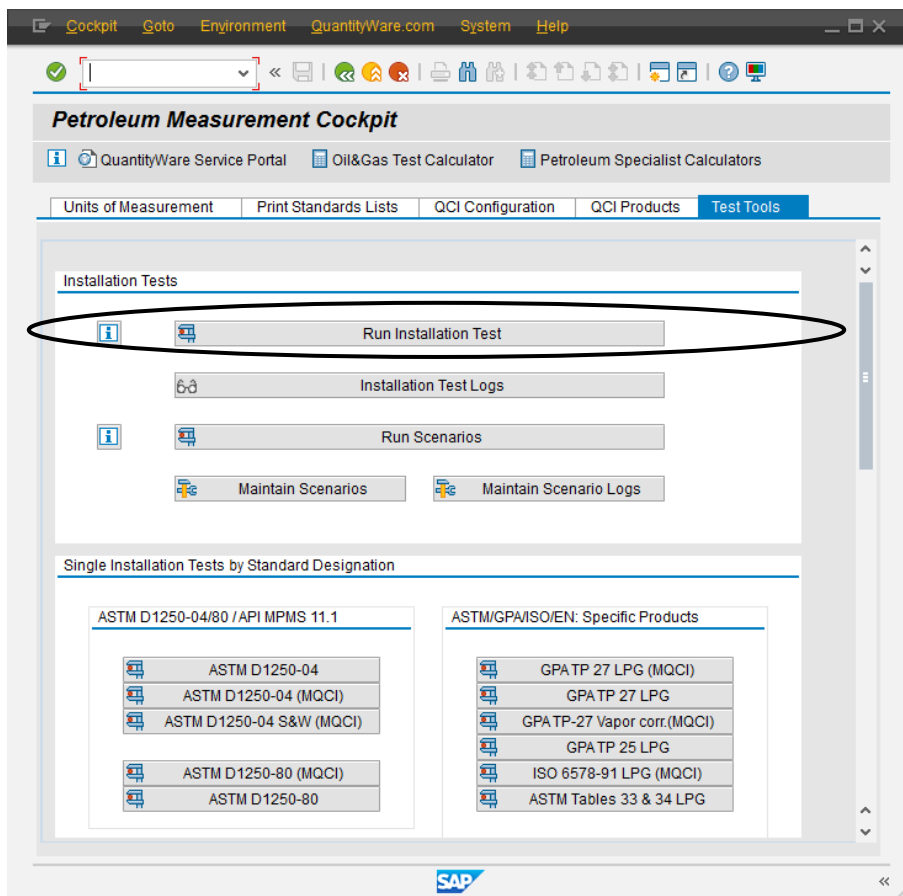 Cockpit Goto Environment QuantityWare.com System Help
Petroleum Measurement Cockpit
QuantityWare Service Portal Oil&Gas Test Calculator Petroleum Specialist Calculators
Units of Measurement Print Standards Lists QCI Configuration QCI Products Test Tools
Installation Tests
Run Installation Test
Installation Test Logs
Run Scenarios
Maintain Scenarios Maintain Scenario Logs
Single Installation Tests by Standard Designation
ASTM D1250-04/80 / API MPMS 11.1
ASTM D1250-04
ASTM D1250-04 (MQCI)
ASTM D1250-04 S&W (MQCI)
ASTM D1250-80 (MQCI)
ASTM D1250-80
ASTM/GPA/ISO/EN: Specific Products
GPA TP 27 LPG (MQCI)
GPA TP 27 LPG
GPA TP-27 Vapor corr.(MQCI)
GPA TP 25 LPG
ISO 6578-91 LPG (MQCI)
ASTM Tables 33 & 34 LPG
SAP